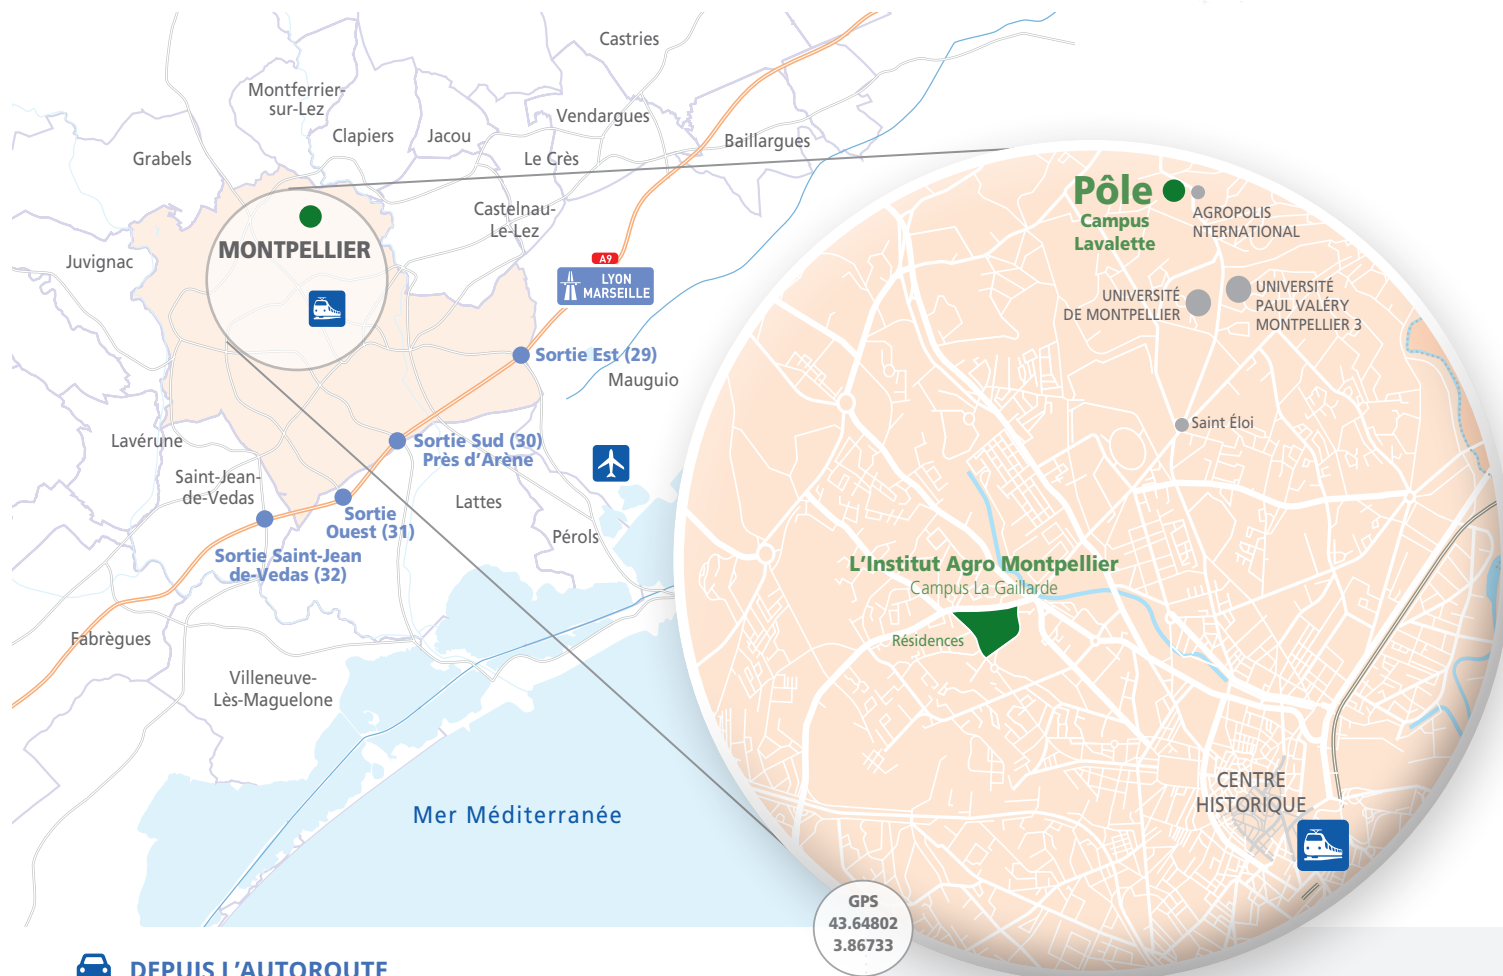 Castries
Montferrier-
sur-Lez
Vendargues
Clapiers
Jacou
Baillargues
Grabels
Le Crès
Castelnau-
Le-Lez
MONTPELLIER
Juvignac
A9
LYON
MARSEILLE
Sortie Est (29)
Mauguio
Lavérune
Sortie Sud (30)
Près d'Arène
Saint-Jean-
de-Vedas
Lattes
Sortie
Ouest (31)
Pérols
Sortie Saint-Jean
de-Vedas (32)
Fabrègues
Villeneuve-
Lès-Maguelone
Mer Méditerranée
Pôle
Campus
Lavalette
AGROPOLIS
NTERNATIONAL
UNIVERSITÉ
DE MONTPELLIER
UNIVERSITÉ
PAUL VALÉRY
MONTPELLIER 3
Saint Éloi
L'Institut Agro Montpellier
Campus La Gaillarde
Résidences
CENTRE
HISTORIQUE
GPS
43.64802
3.86733
DEPUIS L'AUTOROUTE